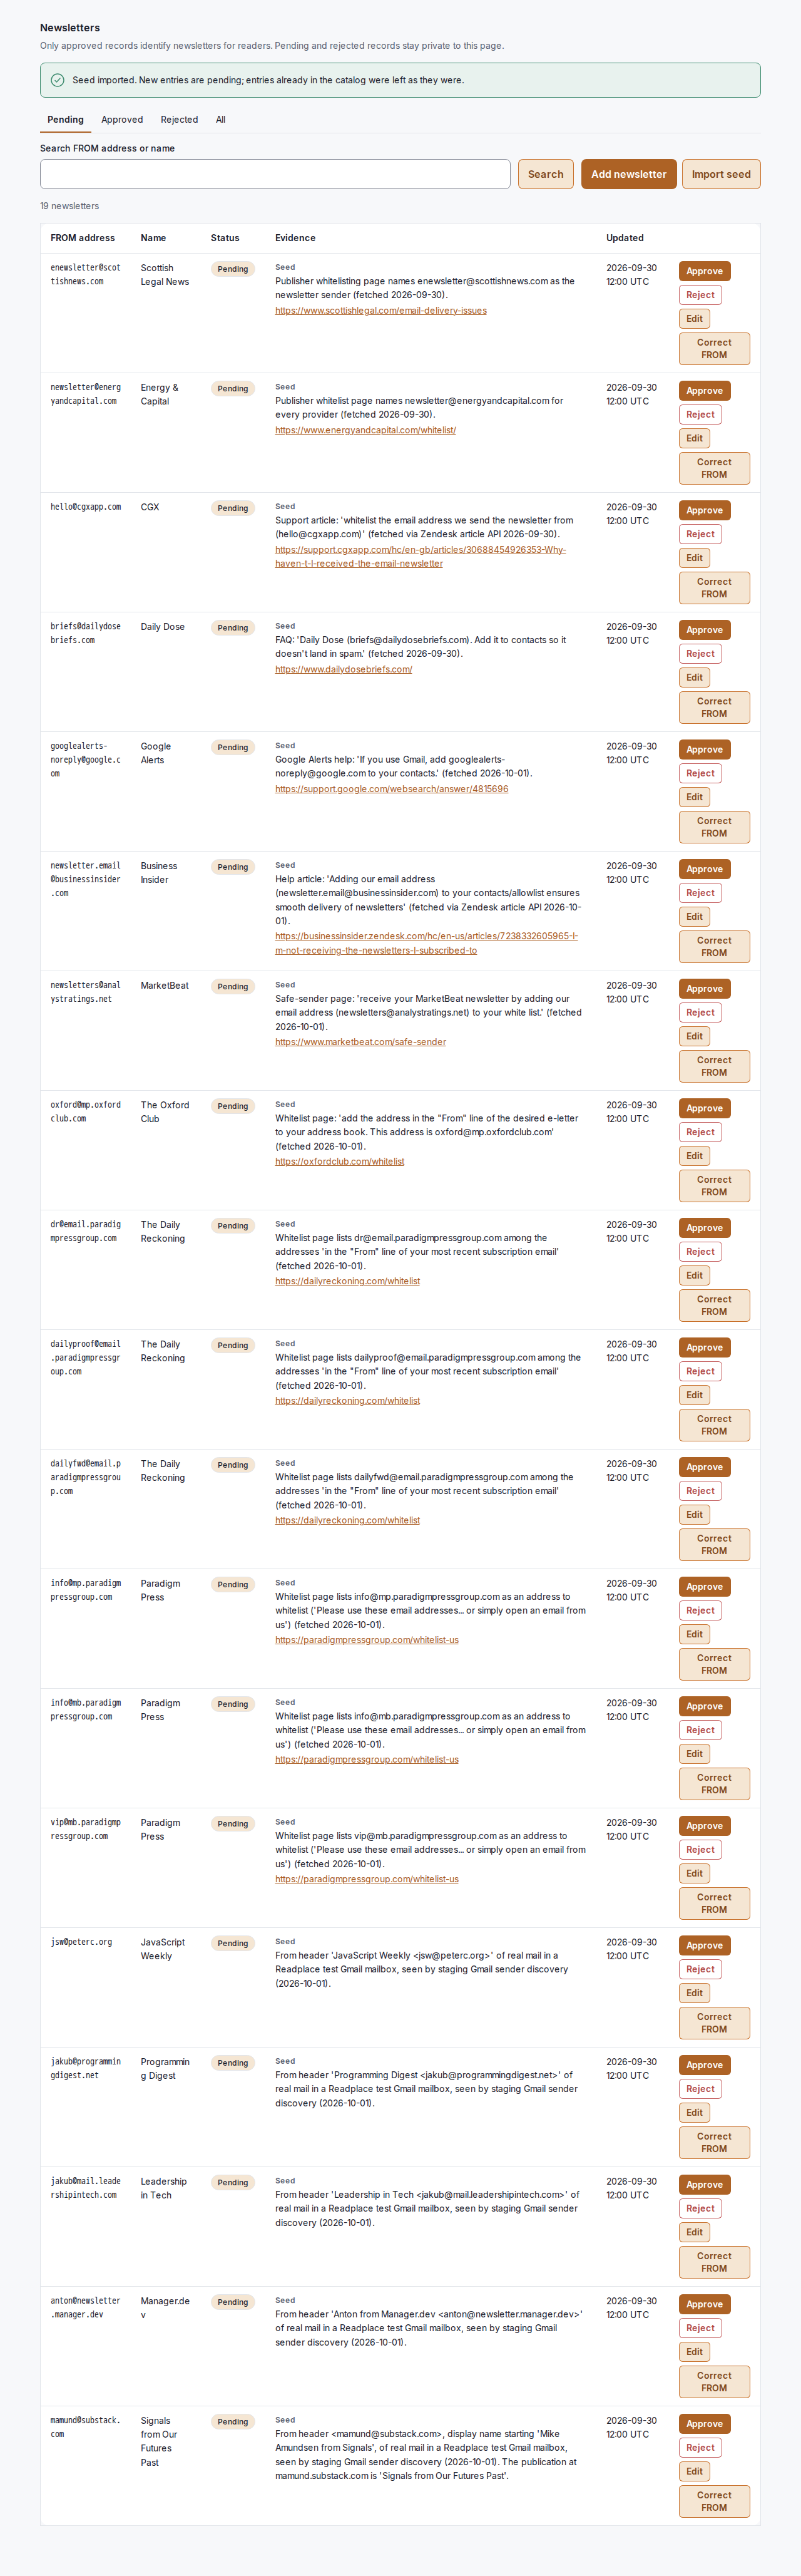 Newsletters
Only approved records identify newsletters for readers. Pending and rejected records stay private to this page.
Seed imported. New entries are pending; entries already in the catalog were left as they were.
Pending Approved Rejected All
Search FROM address or name
Search Add newsletter Import seed
19 newsletters
FROM address Name Status Evidence Updated
enewsletter@scot
tishnews.com
Scottish
Legal News
Pending
Seed
Publisher whitelisting page names enewsletter@scottishnews.com as the
newsletter sender (fetched 2026-09-30).
https://www.scottishlegal.com/email-delivery-issues
2026-09-30
12:00 UTC
Approve
Reject
Edit
Correct
FROM
newsletter@energ
yandcapital.com
Energy &
Capital
Pending
Seed
Publisher whitelist page names newsletter@energyandcapital.com for
every provider (fetched 2026-09-30).
https://www.energyandcapital.com/whitelist/
2026-09-30
12:00 UTC
Approve
Reject
Edit
Correct
FROM
hello@cgxapp.com
CGX
Pending
Seed
Support article: 'whitelist the email address we send the newsletter from
(hello@cgxapp.com)' (fetched via Zendesk article API 2026-09-30).
https://support.cgxapp.com/hc/en-gb/articles/30688454926353-Why-
haven-t-I-received-the-email-newsletter
2026-09-30
12:00 UTC
Approve
Reject
Edit
Correct
FROM
briefs@dailydose
briefs.com
Daily Dose
Pending
Seed
FAQ: 'Daily Dose (briefs@dailydosebriefs.com). Add it to contacts so it
doesn't land in spam.' (fetched 2026-09-30).
https://www.dailydosebriefs.com/
2026-09-30
12:00 UTC
Approve
Reject
Edit
Correct
FROM
googlealerts-
noreply@google.c
om
Google
Alerts
Pending
Seed
Google Alerts help: 'If you use Gmail, add googlealerts-
noreply@google.com to your contacts.' (fetched 2026-10-01).
https://support.google.com/websearch/answer/4815696
2026-09-30
12:00 UTC
Approve
Reject
Edit
Correct
FROM
newsletter.email
@businessinsider
.com
Business
Insider
Pending
Seed
Help article: 'Adding our email address
(newsletter.email@businessinsider.com) to your contacts/allowlist ensures
smooth delivery of newsletters' (fetched via Zendesk article API 2026-10-
01).
https://businessinsider.zendesk.com/hc/en-us/articles/7238332605965-I-
m-not-receiving-the-newsletters-I-subscribed-to
2026-09-30
12:00 UTC
Approve
Reject
Edit
Correct
FROM
newsletters@anal
ystratings.net
MarketBeat
Pending
Seed
Safe-sender page: 'receive your MarketBeat newsletter by adding our
email address (newsletters@analystratings.net) to your white list.' (fetched
2026-10-01).
https://www.marketbeat.com/safe-sender
2026-09-30
12:00 UTC
Approve
Reject
Edit
Correct
FROM
oxford@mp.oxford
club.com
The Oxford
Club
Pending
Seed
Whitelist page: 'add the address in the "From" line of the desired e-letter
to your address book. This address is oxford@mp.oxfordclub.com'
(fetched 2026-10-01).
https://oxfordclub.com/whitelist
2026-09-30
12:00 UTC
Approve
Reject
Edit
Correct
FROM
dr@email.paradig
mpressgroup.com
The Daily
Reckoning
Pending
Seed
Whitelist page lists dr@email.paradigmpressgroup.com among the
addresses 'in the "From" line of your most recent subscription email'
(fetched 2026-10-01).
https://dailyreckoning.com/whitelist
2026-09-30
12:00 UTC
Approve
Reject
Edit
Correct
FROM
dailyproof@email
.paradigmpressgr
oup.com
The Daily
Reckoning
Pending
Seed
Whitelist page lists dailyproof@email.paradigmpressgroup.com among the
addresses 'in the "From" line of your most recent subscription email'
(fetched 2026-10-01).
https://dailyreckoning.com/whitelist
2026-09-30
12:00 UTC
Approve
Reject
Edit
Correct
FROM
dailyfwd@email.p
aradigmpressgrou
p.com
The Daily
Reckoning
Pending
Seed
Whitelist page lists dailyfwd@email.paradigmpressgroup.com among the
addresses 'in the "From" line of your most recent subscription email'
(fetched 2026-10-01).
https://dailyreckoning.com/whitelist
2026-09-30
12:00 UTC
Approve
Reject
Edit
Correct
FROM
info@mp.paradigm
pressgroup.com
Paradigm
Press
Pending
Seed
Whitelist page lists info@mp.paradigmpressgroup.com as an address to
whitelist ('Please use these email addresses... or simply open an email from
us') (fetched 2026-10-01).
https://paradigmpressgroup.com/whitelist-us
2026-09-30
12:00 UTC
Approve
Reject
Edit
Correct
FROM
info@mb.paradigm
pressgroup.com
Paradigm
Press
Pending
Seed
Whitelist page lists info@mb.paradigmpressgroup.com as an address to
whitelist ('Please use these email addresses... or simply open an email from
us') (fetched 2026-10-01).
https://paradigmpressgroup.com/whitelist-us
2026-09-30
12:00 UTC
Approve
Reject
Edit
Correct
FROM
vip@mb.paradigmp
ressgroup.com
Paradigm
Press
Pending
Seed
Whitelist page lists vip@mb.paradigmpressgroup.com as an address to
whitelist ('Please use these email addresses... or simply open an email from
us') (fetched 2026-10-01).
https://paradigmpressgroup.com/whitelist-us
2026-09-30
12:00 UTC
Approve
Reject
Edit
Correct
FROM
jsw@peterc.org
JavaScript
Weekly
Pending
Seed
From header 'JavaScript Weekly <jsw@peterc.org>' of real mail in a
Readplace test Gmail mailbox, seen by staging Gmail sender discovery
(2026-10-01).
2026-09-30
12:00 UTC
Approve
Reject
Edit
Correct
FROM
jakub@programmin
gdigest.net
Programmin
g Digest
Pending
Seed
From header 'Programming Digest <jakub@programmingdigest.net>' of
real mail in a Readplace test Gmail mailbox, seen by staging Gmail sender
discovery (2026-10-01).
2026-09-30
12:00 UTC
Approve
Reject
Edit
Correct
FROM
jakub@mail.leade
rshipintech.com
Leadership
in Tech
Pending
Seed
From header 'Leadership in Tech <jakub@mail.leadershipintech.com>' of
real mail in a Readplace test Gmail mailbox, seen by staging Gmail sender
discovery (2026-10-01).
2026-09-30
12:00 UTC
Approve
Reject
Edit
Correct
FROM
anton@newsletter
.manager.dev
Manager.de
v
Pending
Seed
From header 'Anton from Manager.dev <anton@newsletter.manager.dev>'
of real mail in a Readplace test Gmail mailbox, seen by staging Gmail
sender discovery (2026-10-01).
2026-09-30
12:00 UTC
Approve
Reject
Edit
Correct
FROM
mamund@substack.
com
Signals
from Our
Futures
Past
Pending
Seed
From header <mamund@substack.com>, display name starting 'Mike
Amundsen from Signals', of real mail in a Readplace test Gmail mailbox,
seen by staging Gmail sender discovery (2026-10-01). The publication at
mamund.substack.com is 'Signals from Our Futures Past'.
2026-09-30
12:00 UTC
Approve
Reject
Edit
Correct
FROM